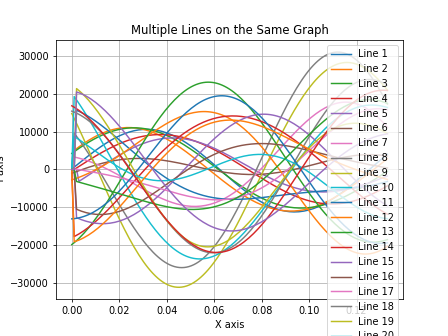 Multiple Lines on the Same Graph
30000
20000
10000
0
−10000
−20000
−30000
0.00
0.02
0.04
0.06
0.08
0.10
X axis
Line 1
Line 2
Line 3
Line 4
Line 5
Line 6
Line 7
Line 8
Line 9
Line 10
Line 11
Line 12
Line 13
Line 14
Line 15
Line 16
Line 17
Line 18
Line 19
Line 20